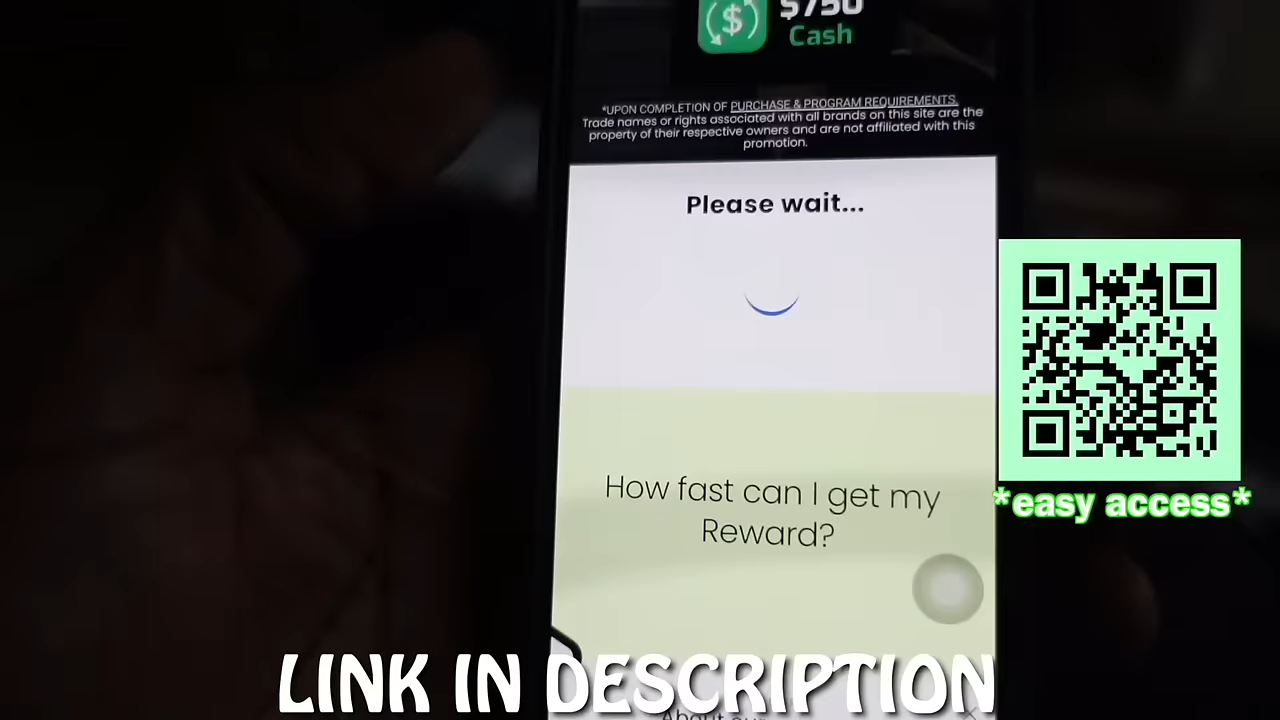 $750
Cash
*UPON COMPLETION OF PURCHASE & PROGRAM REQUIREMENTS.
Trade names or rights associated with all brands on this site are the
property of their respective owners and are not affiliated with this
promotion.
Please wait...
How fast can I get my
Reward?
*easy access*
LINK IN DESCRIPTION
About our